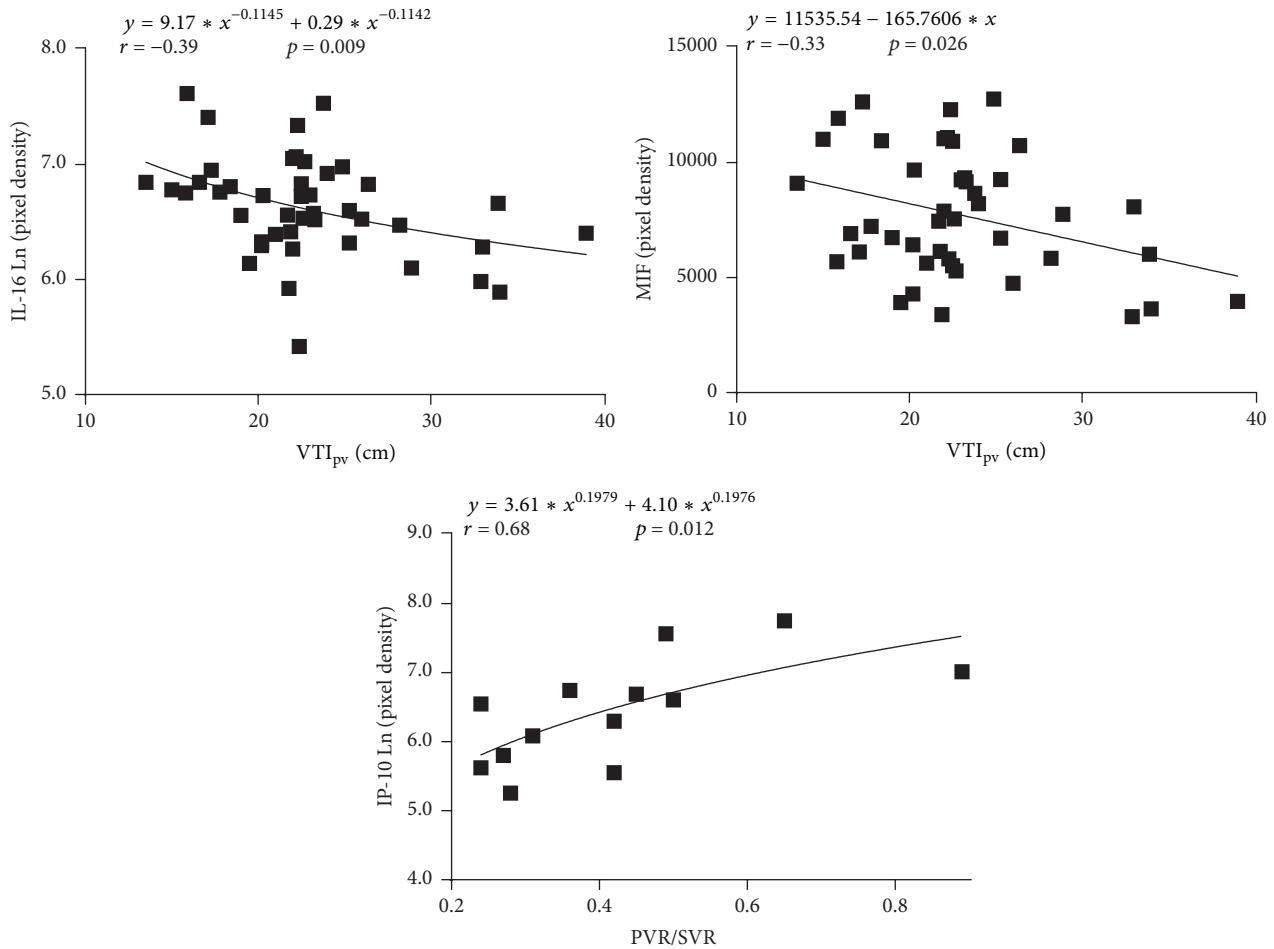 y = 9.17 * x^−0.1145 + 0.29 * x^−0.1142
r = −0.39 p = 0.009
8.0
7.0
6.0
5.0
IL-16 Ln (pixel density)
10 20 30 40
VTIpv (cm)
y = 11535.54 − 165.7606 * x
r = −0.33 p = 0.026
15000
10000
5000
0
MIF (pixel density)
10 20 30 40
VTIpv (cm)
y = 3.61 * x^0.1979 + 4.10 * x^0.1976
r = 0.68 p = 0.012
9.0
8.0
7.0
6.0
5.0
4.0
IP-10 Ln (pixel density)
0.2 0.4 0.6 0.8
PVR/SVR